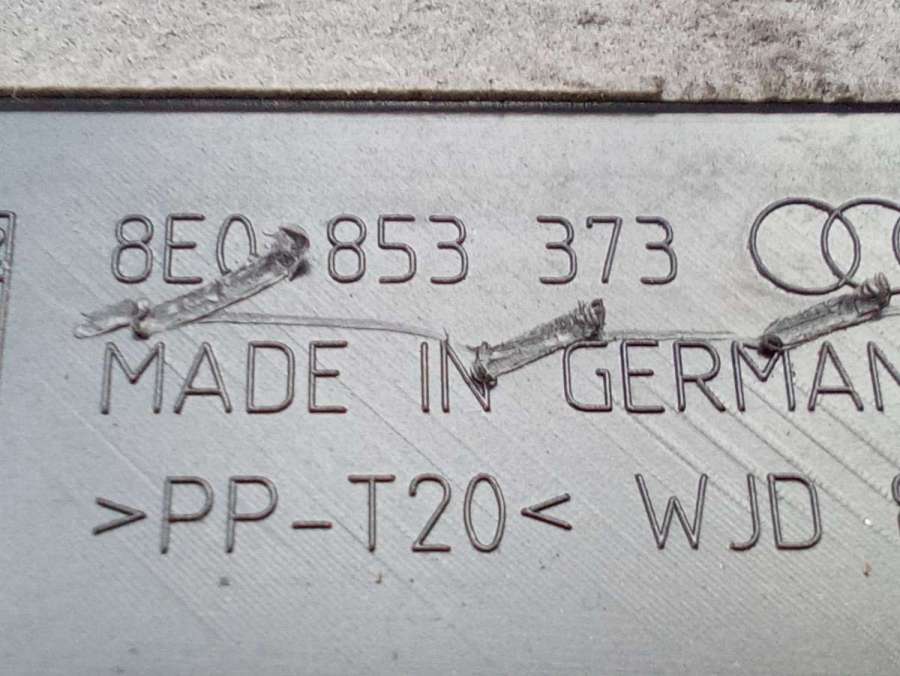 8E0 853 373
MADE IN GERMAN
>PP-T20< WJD